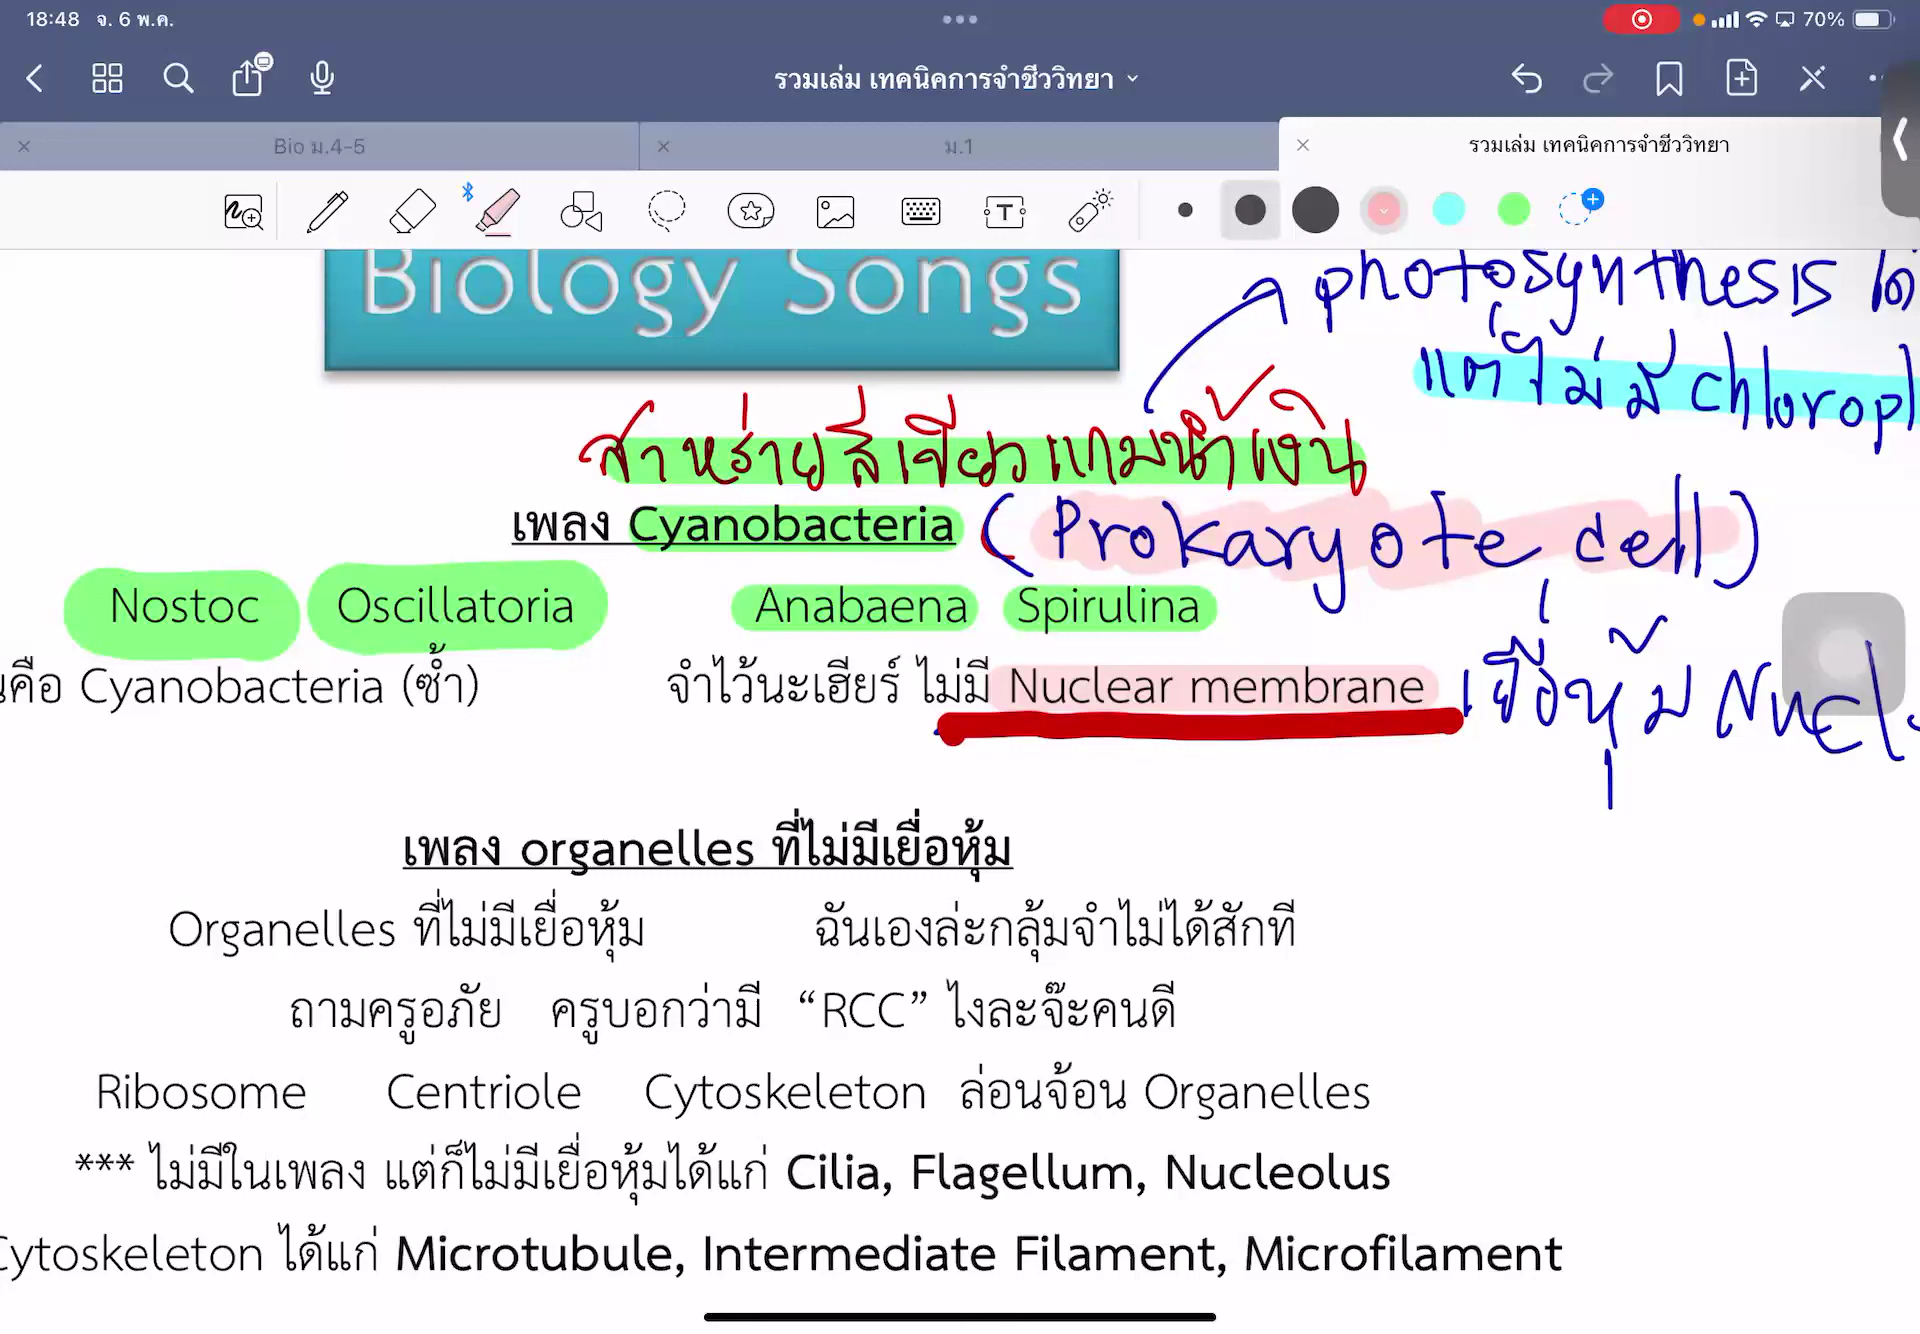 18:48 จ. 6 พ.ค.
70%
รวมเล่ม เทคนิคการจำชีววิทยา
Bio ม.4-5
ม.1
รวมเล่ม เทคนิคการจำชีววิทยา
Biology Songs
photosynthesis ได้
แต่ไม่มี chloropl
สาหร่ายสีเขียวแกมน้ำเงิน
เพลง Cyanobacteria (Prokaryote cell)
Nostoc Oscillatoria Anabaena Spirulina
นคือ Cyanobacteria (ซ้ำ) จำไว้นะเฮียร์ ไม่มี Nuclear membrane เยื่อหุ้ม Nucl
เพลง organelles ที่ไม่มีเยื่อหุ้ม
Organelles ที่ไม่มีเยื่อหุ้ม ฉันเองล่ะกลุ้มจำไม่ได้สักที
ถามครูอภัย ครูบอกว่ามี “RCC” ไงละจ๊ะคนดี
Ribosome Centriole Cytoskeleton ล่อนจ้อน Organelles
*** ไม่มีในเพลง แต่ก็ไม่มีเยื่อหุ้มได้แก่ Cilia, Flagellum, Nucleolus
Cytoskeleton ได้แก่ Microtubule, Intermediate Filament, Microfilament